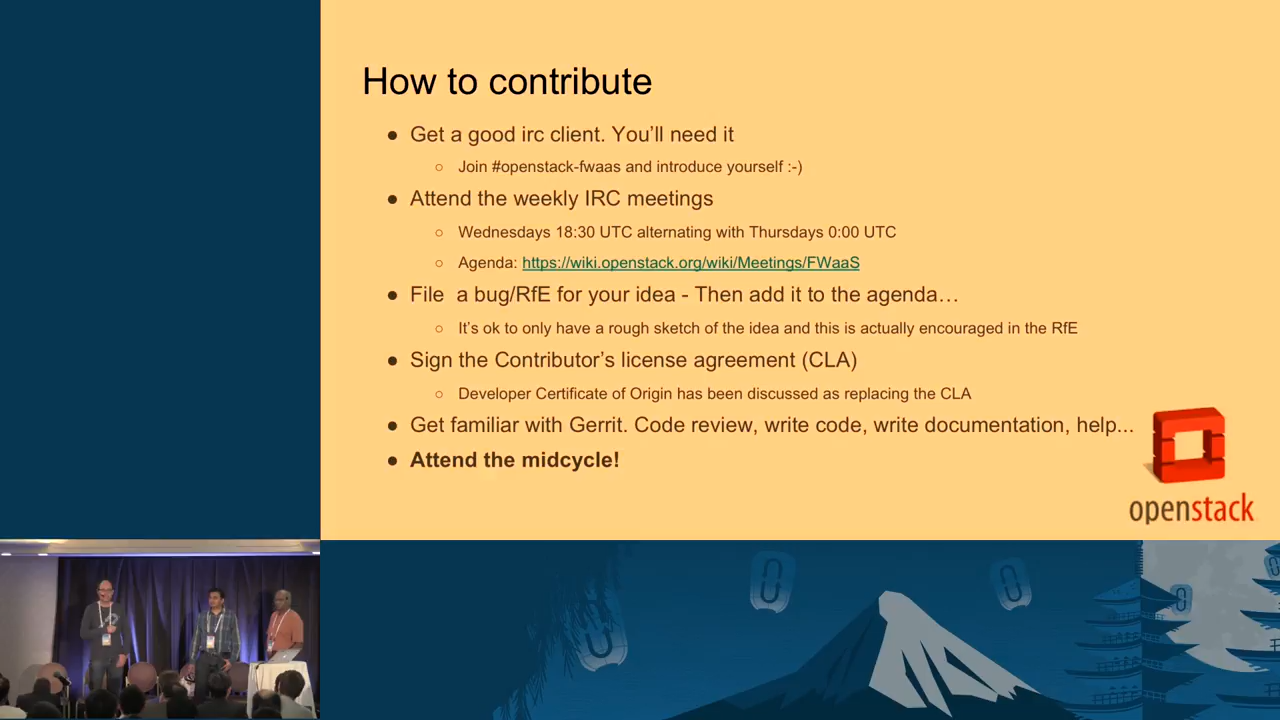 How to contribute
● Get a good irc client. You'll need it
○ Join #openstack-fwaas and introduce yourself :-)
● Attend the weekly IRC meetings
○ Wednesdays 18:30 UTC alternating with Thursdays 0:00 UTC
○ Agenda: https://wiki.openstack.org/wiki/Meetings/FWaaS
● File  a bug/RfE for your idea - Then add it to the agenda…
○ It's ok to only have a rough sketch of the idea and this is actually encouraged in the RfE
● Sign the Contributor's license agreement (CLA)
○ Developer Certificate of Origin has been discussed as replacing the CLA
● Get familiar with Gerrit. Code review, write code, write documentation, help...
● Attend the midcycle!
openstack